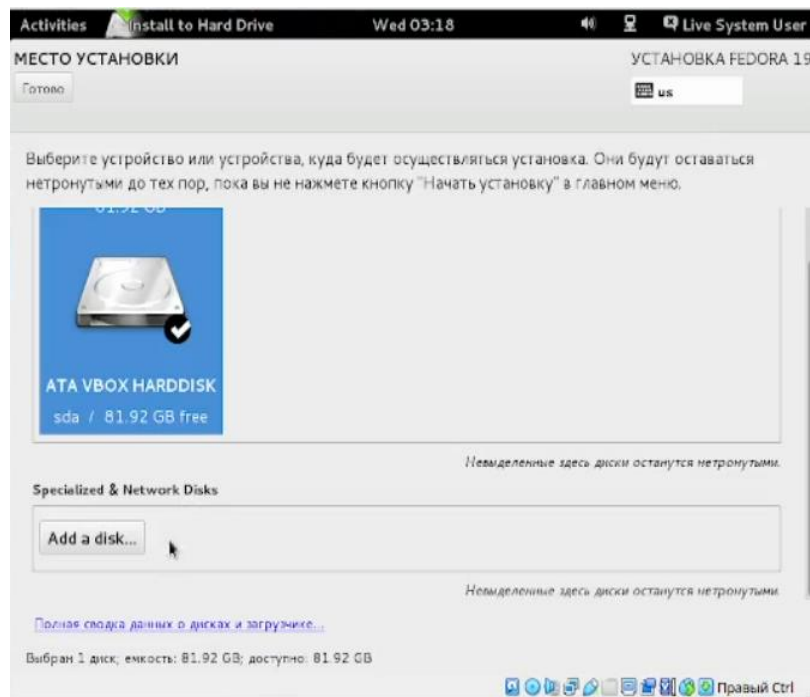 Activities Install to Hard Drive Wed 03:18 Live System User
МЕСТО УСТАНОВКИ УСТАНОВКА FEDORA 19
Готово us
Выберите устройство или устройства, куда будет осуществляться установка. Они будут оставаться
нетронутыми до тех пор, пока вы не нажмете кнопку "Начать установку" в главном меню.
81.92 GB
ATA VBOX HARDDISK
sda / 81.92 GB free
Невыделенные здесь диски останутся нетронутыми.
Specialized & Network Disks
Add a disk...
Невыделенные здесь диски останутся нетронутыми.
Полная сводка данных о дисках и загрузчике...
Выбран 1 диск; емкость: 81.92 GB; доступно: 81.92 GB
Правый Ctrl